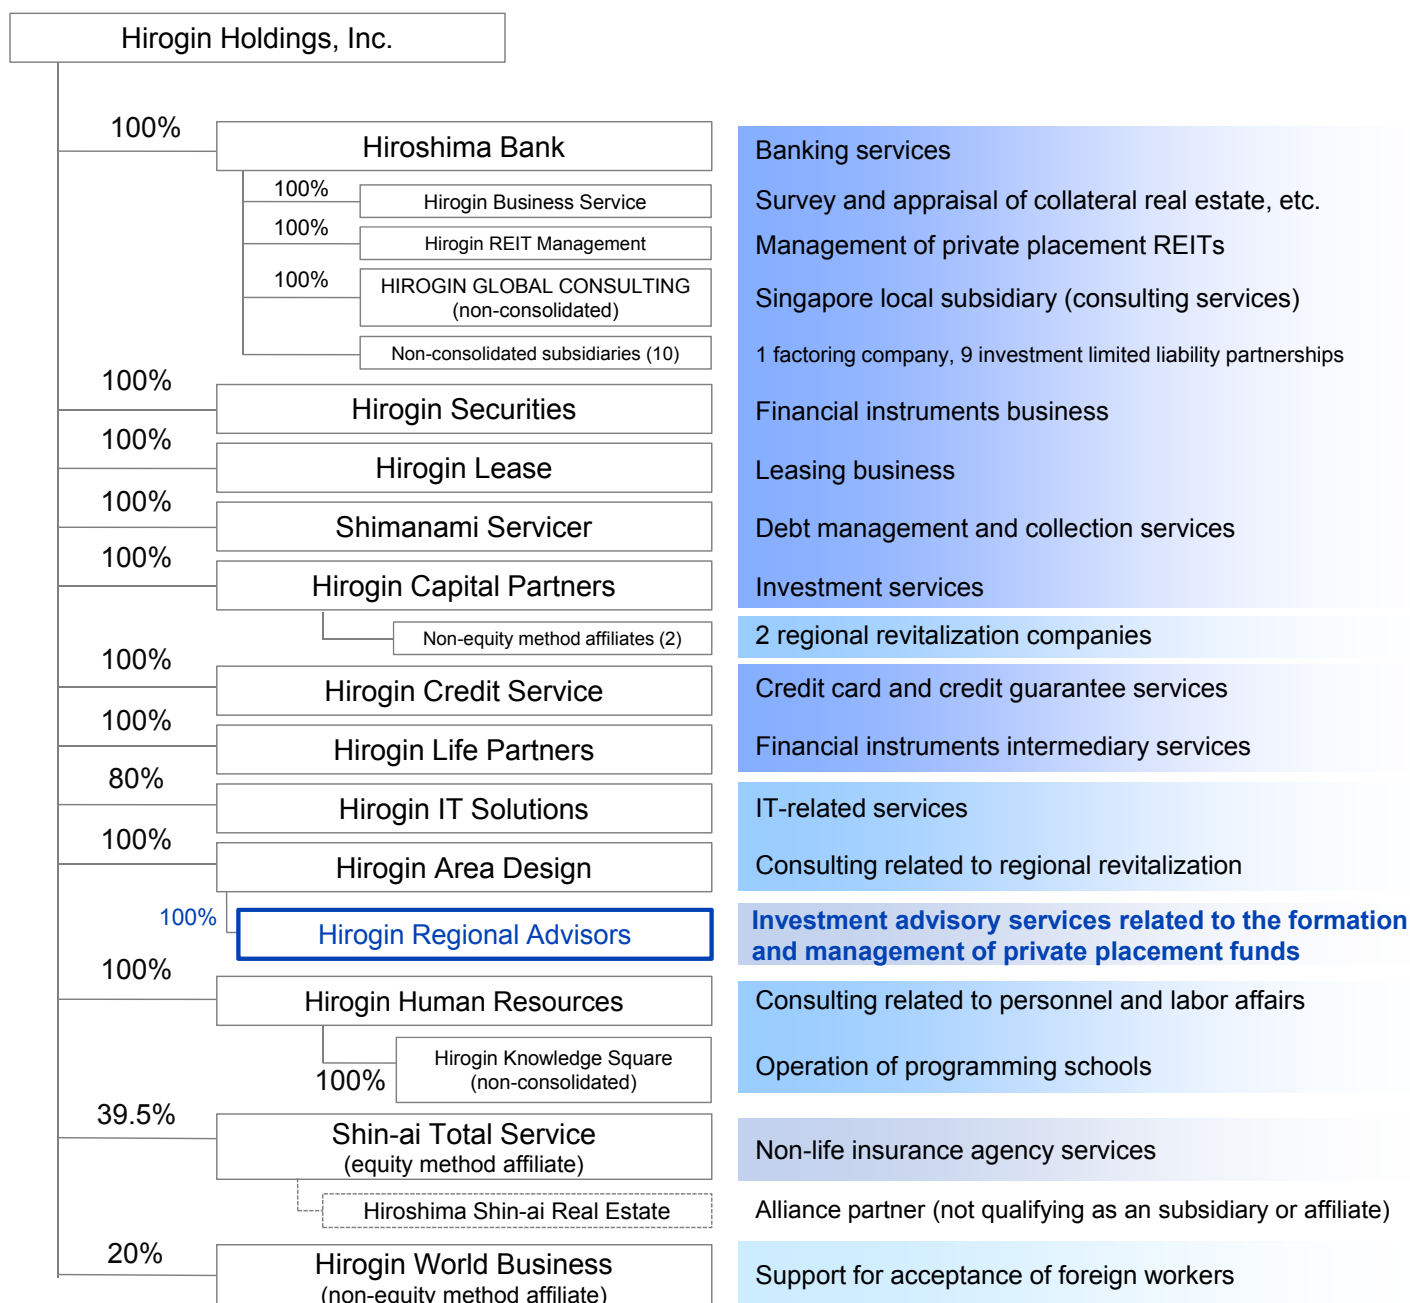 Hirogin Holdings, Inc.
100%
Hiroshima Bank
Banking services
100%
Hirogin Business Service
Survey and appraisal of collateral real estate, etc.
100%
Hirogin REIT Management
Management of private placement REITs
100%
HIROGIN GLOBAL CONSULTING
(non-consolidated)
Singapore local subsidiary (consulting services)
Non-consolidated subsidiaries (10)
1 factoring company, 9 investment limited liability partnerships
100%
Hirogin Securities
Financial instruments business
100%
Hirogin Lease
Leasing business
100%
Shimanami Servicer
Debt management and collection services
100%
Hirogin Capital Partners
Investment services
Non-equity method affiliates (2)
2 regional revitalization companies
100%
Hirogin Credit Service
Credit card and credit guarantee services
100%
Hirogin Life Partners
Financial instruments intermediary services
80%
Hirogin IT Solutions
IT-related services
100%
Hirogin Area Design
Consulting related to regional revitalization
100%
Hirogin Regional Advisors
Investment advisory services related to the formation
and management of private placement funds
100%
Hirogin Human Resources
Consulting related to personnel and labor affairs
100%
Hirogin Knowledge Square
(non-consolidated)
Operation of programming schools
39.5%
Shin-ai Total Service
(equity method affiliate)
Non-life insurance agency services
Hiroshima Shin-ai Real Estate
Alliance partner (not qualifying as an subsidiary or affiliate)
20%
Hirogin World Business
(non-equity method affiliate)
Support for acceptance of foreign workers